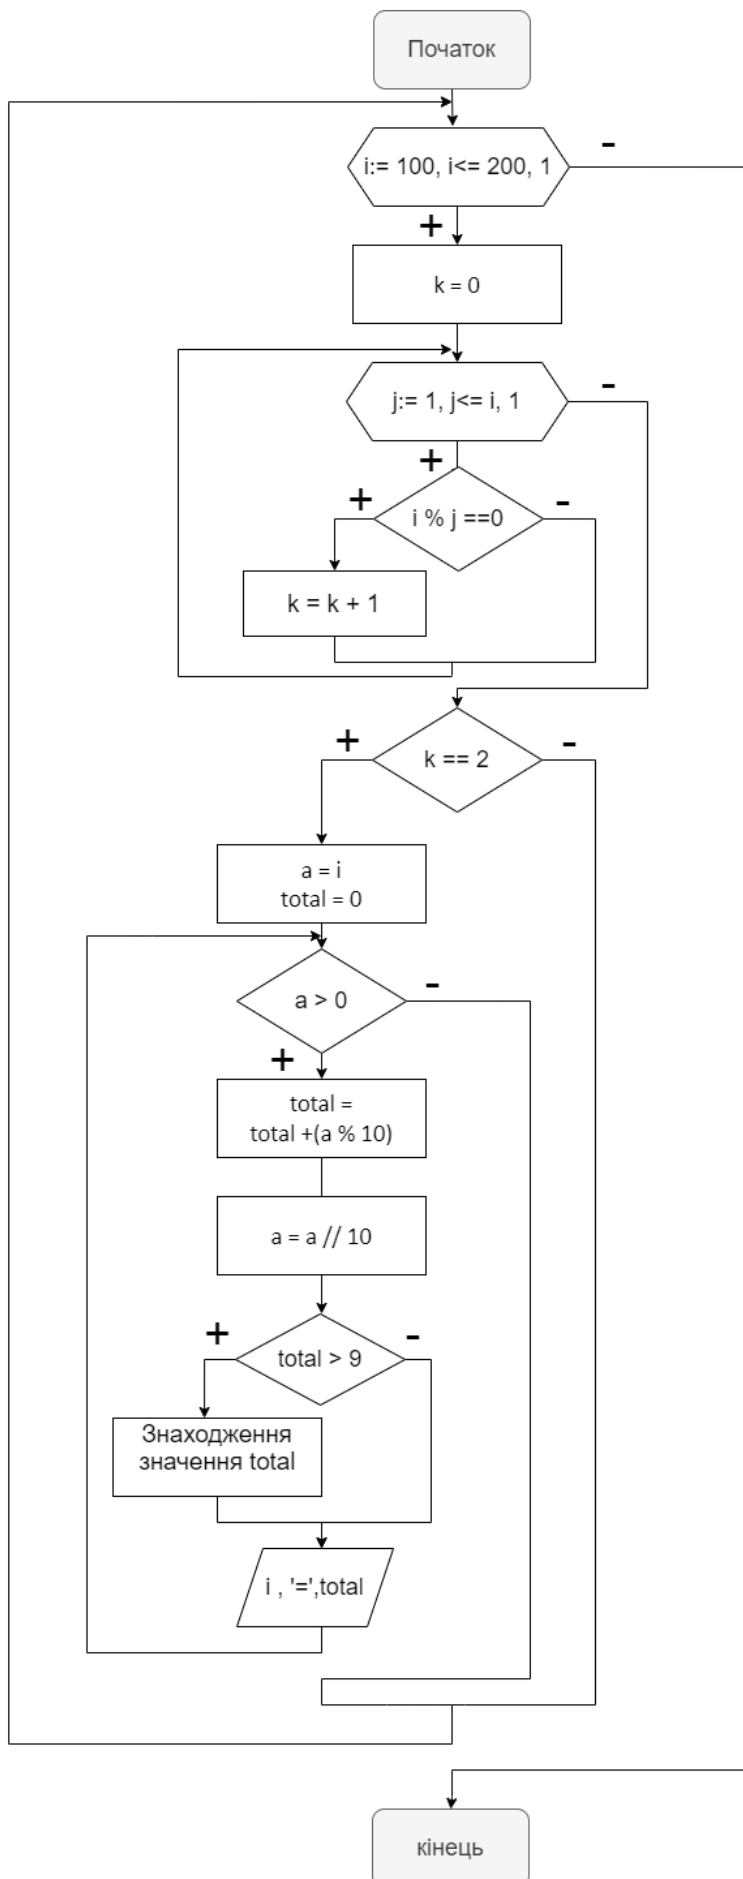 Початок
-
i:= 100, i<= 200, 1
+
k = 0
-
j:= 1, j<= i, 1
+
+
-
i % j ==0
k = k + 1
+
-
k == 2
a = i
total = 0
-
a > 0
+
total =
total +(a % 10)
a = a // 10
+
-
total > 9
Знаходження
значення total
i , '=',total
кінець